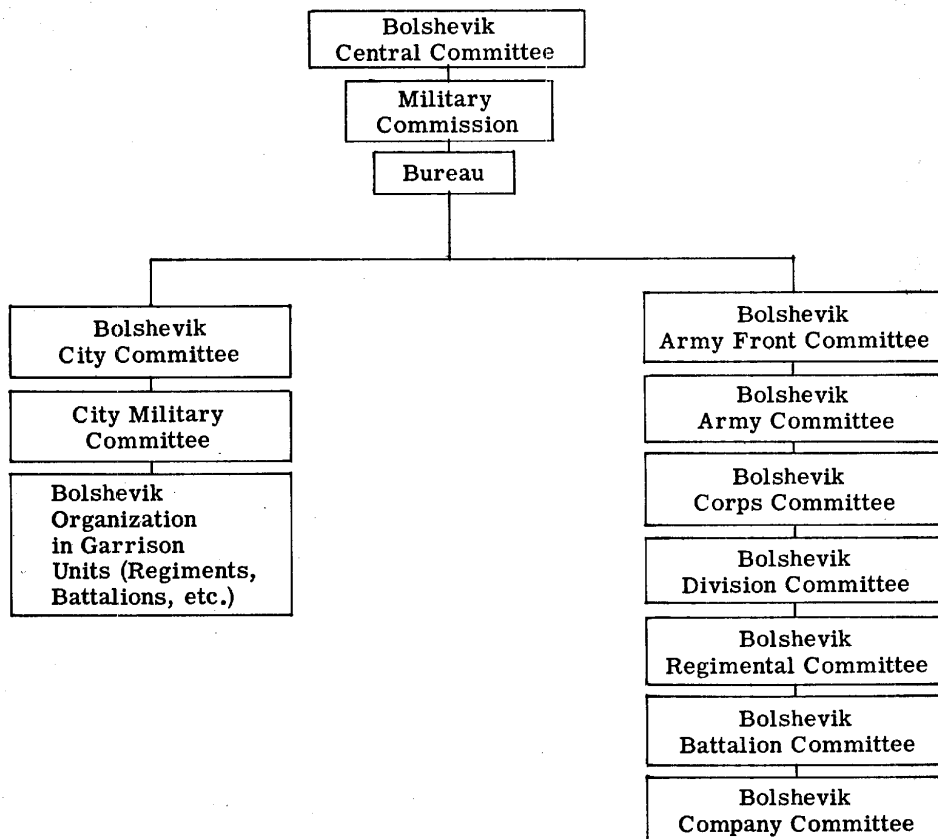 Bolshevik
Central Committee
Military
Commission
Bureau
Bolshevik
City Committee
City Military
Committee
Bolshevik
Organization
in Garrison
Units (Regiments,
Battalions, etc.)
Bolshevik
Army Front Committee
Bolshevik
Army Committee
Bolshevik
Corps Committee
Bolshevik
Division Committee
Bolshevik
Regimental Committee
Bolshevik
Battalion Committee
Bolshevik
Company Committee